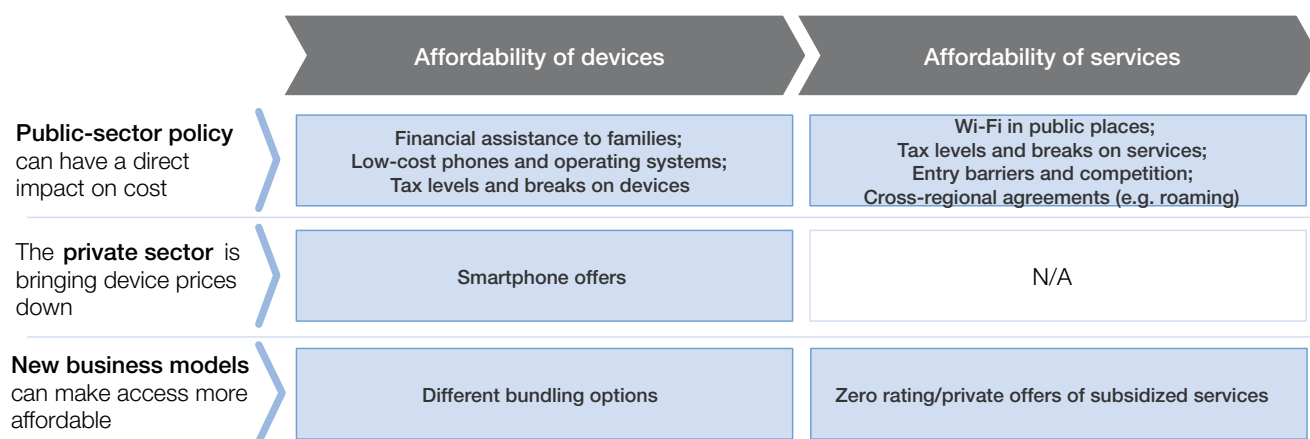 Affordability of devices
Affordability of services
Public-sector policy
can have a direct
impact on cost
Financial assistance to families;
Low-cost phones and operating systems;
Tax levels and breaks on devices
Wi-Fi in public places;
Tax levels and breaks on services;
Entry barriers and competition;
Cross-regional agreements (e.g. roaming)
The private sector is
bringing device prices
down
Smartphone offers
N/A
New business models
can make access more
affordable
Different bundling options
Zero rating/private offers of subsidized services